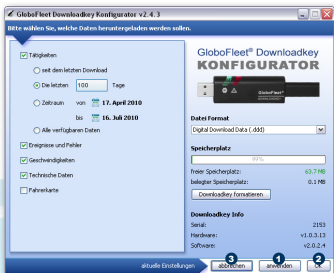 GloboFleet Downloadkey Konfigurator v2.4.3
Bitte wählen Sie, welche Daten heruntergeladen werden sollen.
Tätigkeiten
seit dem letzten Download
Die letzten 100 Tage
Zeitraum von 17. April 2010
bis 16. Juli 2010
Alle verfügbaren Daten
Ereignisse und Fehler
Geschwindigkeiten
Technische Daten
Fahrerkarte
GloboFleet® Downloadkey
KONFIGURATOR
GloboFleet
Datei Format
Digital Download Data (.ddd)
Speicherplatz
99%
freier Speicherplatz: 63.7 MB
belegter Speicherplatz: 0.1 MB
Downloadkey formatieren
Downloadkey Info
Serial: 2153
Hardware: v1.0.3.13
Software: v2.0.2.4
3 1 2
aktuelle Einstellungen abbrechen anwenden